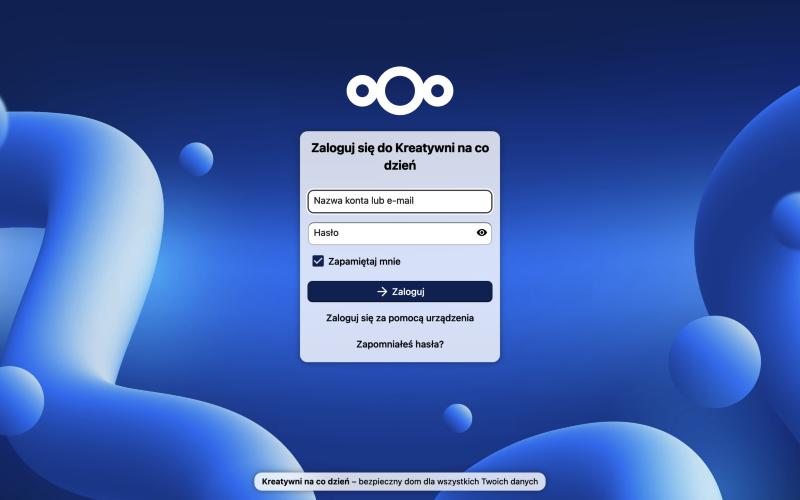 Zaloguj się do Kreatywni na co
dzień
Nazwa konta lub e-mail
Hasło
Zapamiętaj mnie
Zaloguj
Zaloguj się za pomocą urządzenia
Zapomniałeś hasła?
Kreatywni na co dzień – bezpieczny dom dla wszystkich Twoich danych